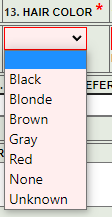 13. HAIR COLOR *
Black
Blonde
Brown
Gray
Red
None
Unknown